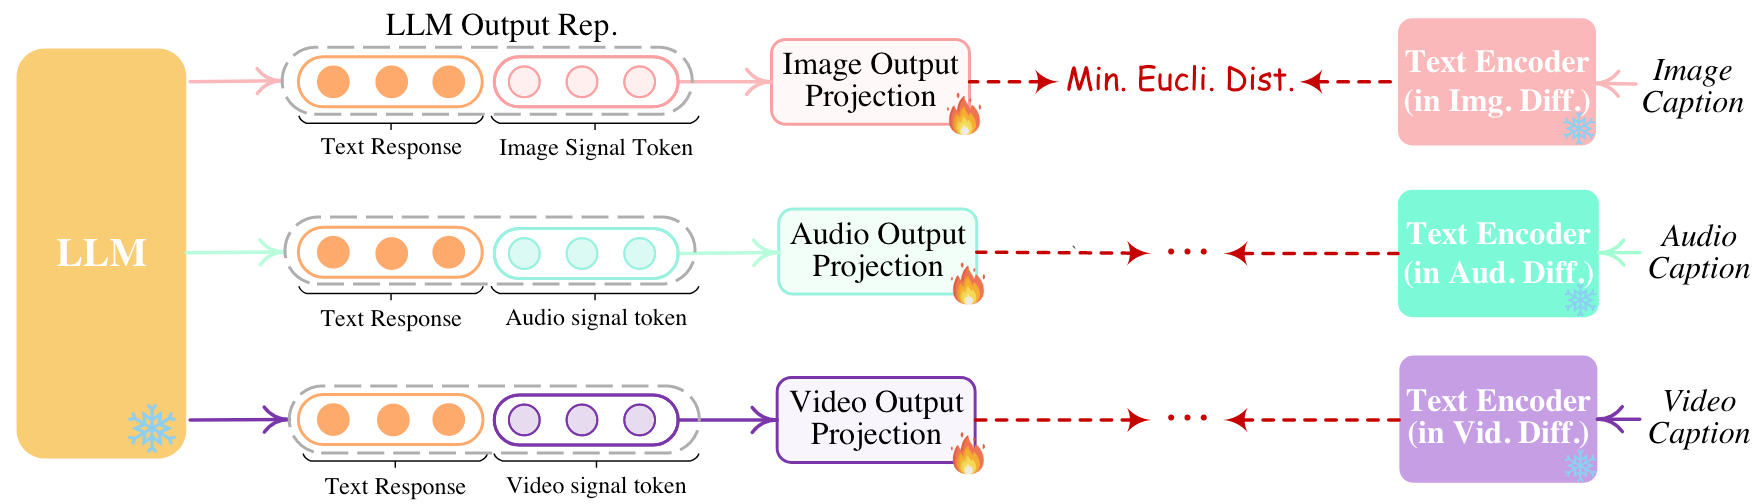 LLM Output Rep.
LLM
Text Response
Image Signal Token
Image Output
Projection
Min. Eucli. Dist.
Text Encoder
(in Img. Diff.)
Image
Caption
Text Response
Audio signal token
Audio Output
Projection
...
Text Encoder
(in Aud. Diff.)
Audio
Caption
Text Response
Video signal token
Video Output
Projection
...
Text Encoder
(in Vid. Diff.)
Video
Caption